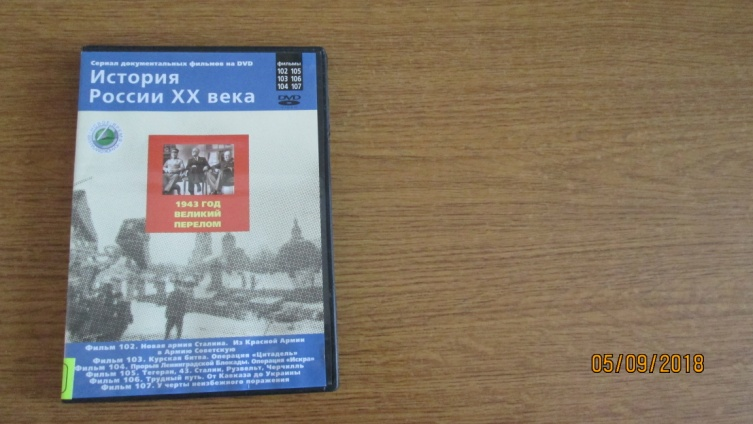 Сериал документальных фильмов на DVD
История
России XX века
фильмы
102 105
103 106
104 107
DVD
1943 ГОД
ВЕЛИКИЙ
ПЕРЕЛОМ
Фильм 102. Новая армия Сталина. Из Красной Армии
в Армию Советскую
Фильм 103. Курская битва. Операция «Цитадель»
Фильм 104. Прорыв Ленинградской Блокады. Операция «Искра»
Фильм 105. Тегеран, 43. Сталин, Рузвельт, Черчилль
Фильм 106. Трудный путь. От Кавказа до Украины
Фильм 107. У черты неизбежного поражения
05/09/2018